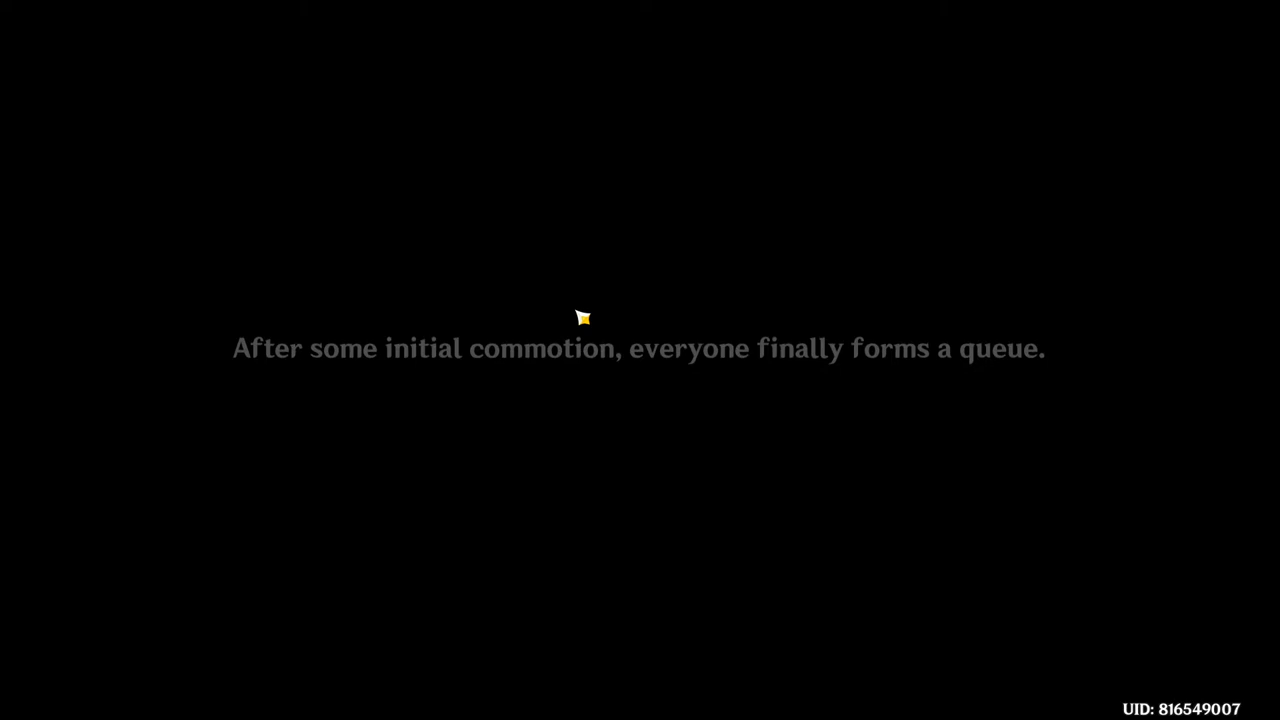 After some initial commotion, everyone finally forms a queue.
UID: 816549007